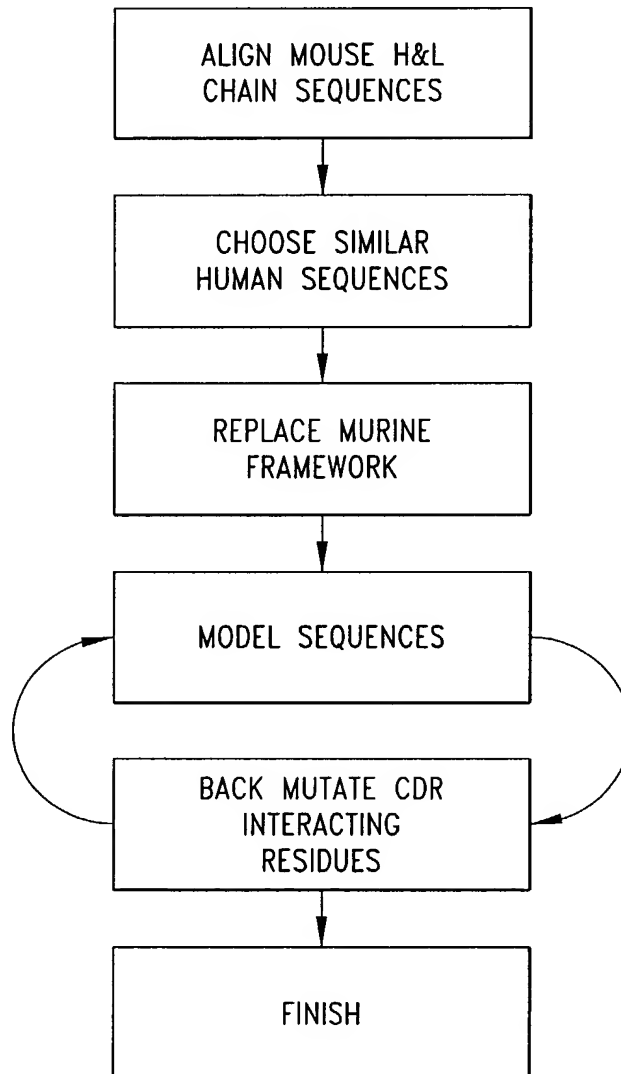 ALIGN MOUSE H&L
CHAIN SEQUENCES
CHOOSE SIMILAR
HUMAN SEQUENCES
REPLACE MURINE
FRAMEWORK
MODEL SEQUENCES
BACK MUTATE CDR
INTERACTING
RESIDUES
FINISH